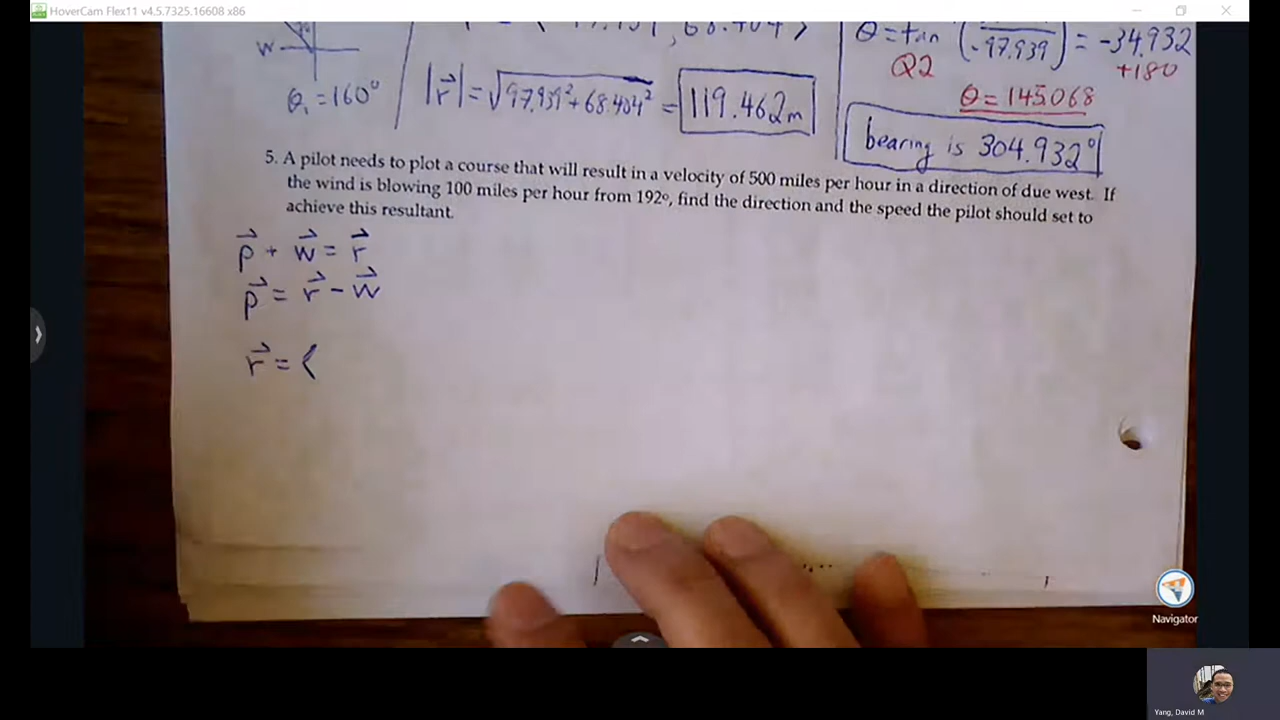 HoverCam Flex11 v4.5.7325.16608 x86
W
θ₁ = 160°
|r⃗| = √97.939² + 68.404² = 119.462m
θ = tan (-97.939) = -34.932
Q2
+180
θ = 145.068
bearing is 304.932°
5. A pilot needs to plot a course that will result in a velocity of 500 miles per hour in a direction of due west. If
the wind is blowing 100 miles per hour from 192º, find the direction and the speed the pilot should set to
achieve this resultant.
p⃗ + w⃗ = r⃗
p⃗ = r⃗ - w⃗
r⃗ = ⟨
Navigator
Yang, David M